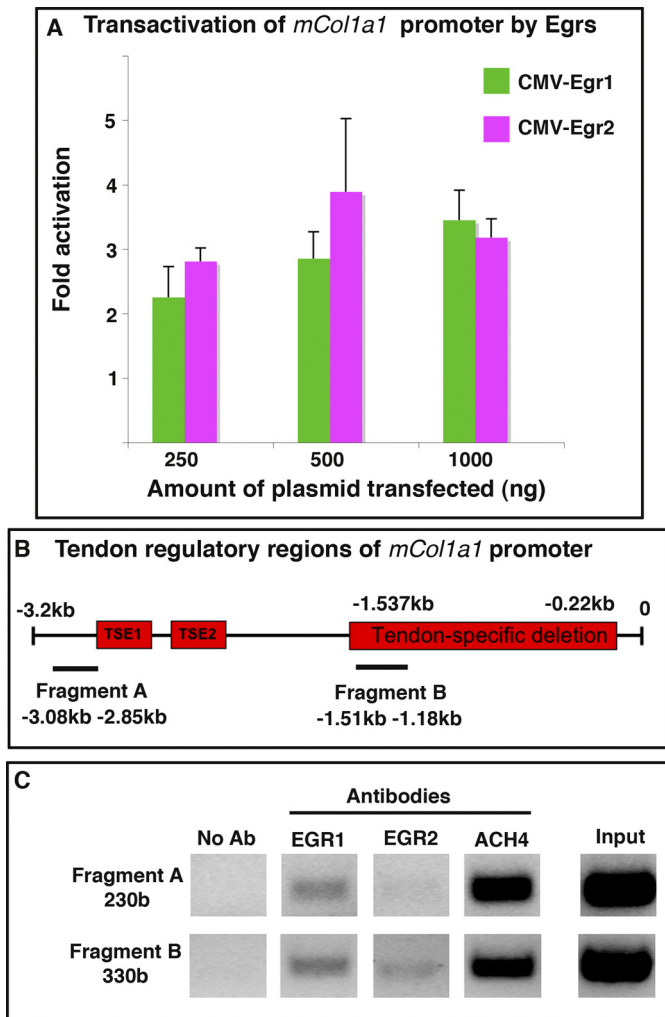 A Transactivation of mCol1a1 promoter by Egrs
CMV-Egr1
CMV-Egr2
Fold activation
5
4
3
2
1
250 500 1000
Amount of plasmid transfected (ng)
B Tendon regulatory regions of mCol1a1 promoter
-3.2kb -1.537kb -0.22kb 0
TSE1 TSE2 Tendon-specific deletion
Fragment A Fragment B
-3.08kb -2.85kb -1.51kb -1.18kb
C
Antibodies
No Ab EGR1 EGR2 ACH4 Input
Fragment A
230b
Fragment B
330b